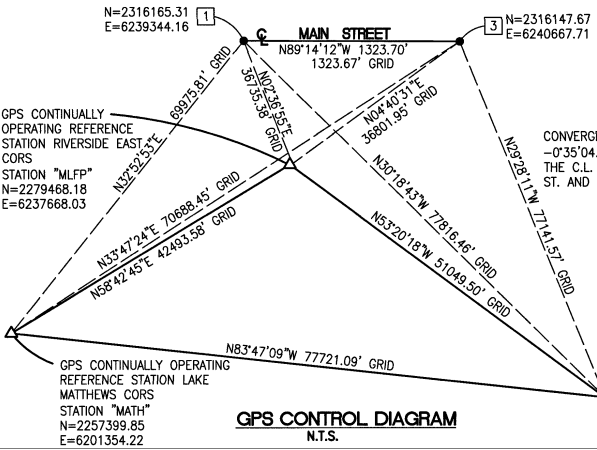 N=2316165.31
E=6239344.16
1
℄ MAIN STREET
N89°14'12"W 1323.70'
1323.67' GRID
3
N=2316147.67
E=6240667.71
69975.81' GRID
N32°52'53"E
N02°36'55"E
36735.38' GRID
N04°40'31"E
36801.95' GRID
GPS CONTINUALLY
OPERATING REFERENCE
STATION RIVERSIDE EAST
CORS
STATION "MLFP"
N=2279468.18
E=6237668.03
CONVERG
-0°35'04.
THE C.L.
ST. AND
N30°18'43"W 77816.46' GRID
N29°28'11"W 77141.57' GRID
N33°47'24"E 70688.45' GRID
N58°42'45"E 42493.58' GRID
N53°20'18"W 51049.50' GRID
N83°47'09"W 77721.09' GRID
GPS CONTINUALLY OPERATING
REFERENCE STATION LAKE
MATTHEWS CORS
STATION "MATH"
N=2257399.85
E=6201354.22
GPS CONTROL DIAGRAM
N.T.S.